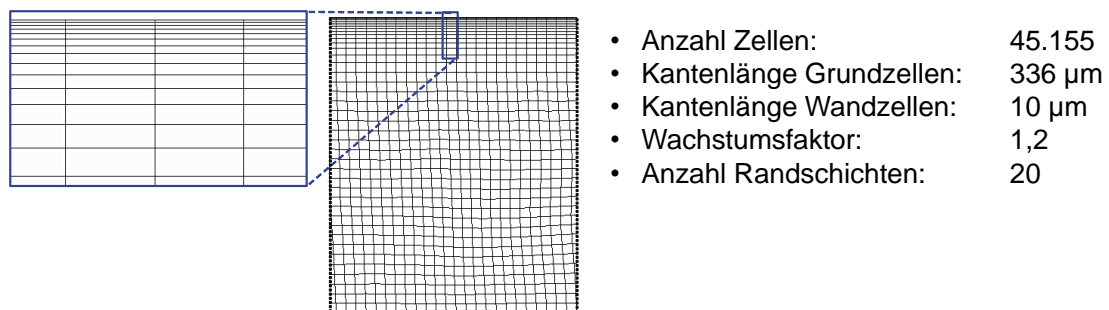 • Anzahl Zellen: 45.155
• Kantenlänge Grundzellen: 336 µm
• Kantenlänge Wandzellen: 10 µm
• Wachstumsfaktor: 1,2
• Anzahl Randschichten: 20